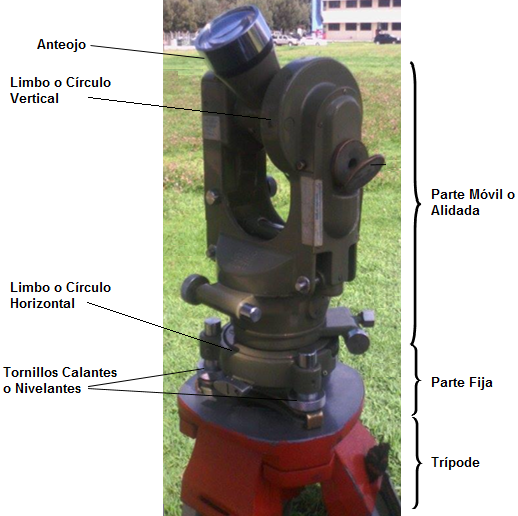 Anteojo
Limbo o Círculo
Vertical
Parte Móvil o
Alidada
Limbo o Círculo
Horizontal
Tornillos Calantes
o Nivelantes
Parte Fija
Trípode